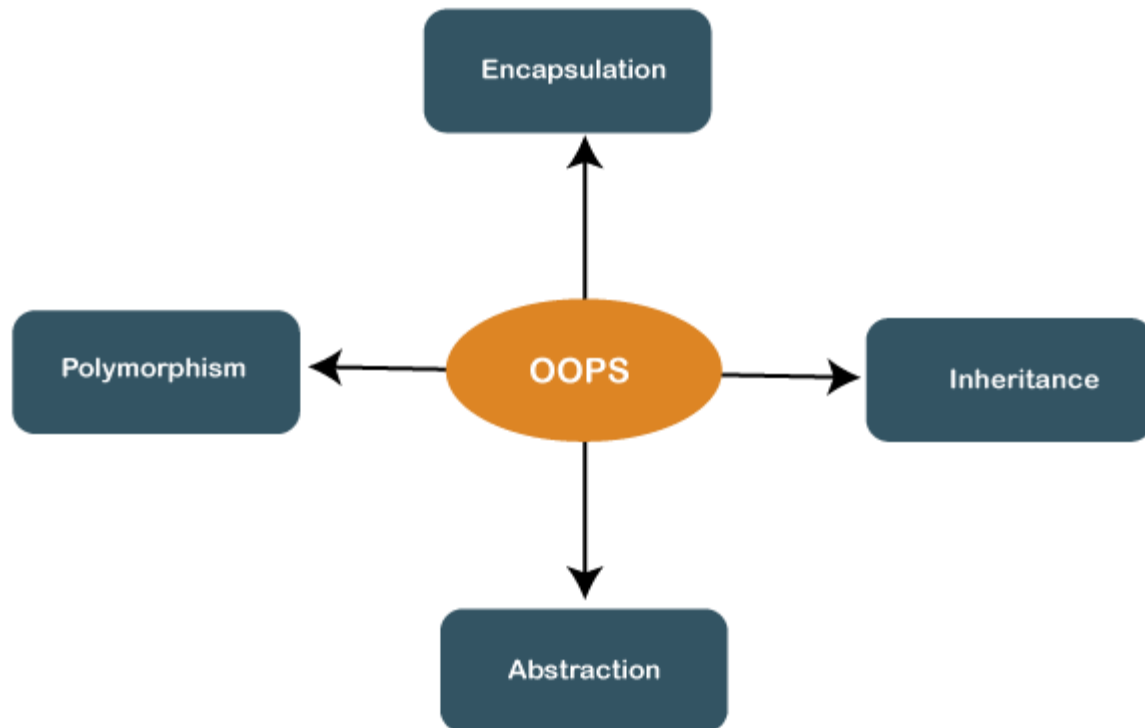 Encapsulation
Polymorphism
OOPS
Inheritance
Abstraction